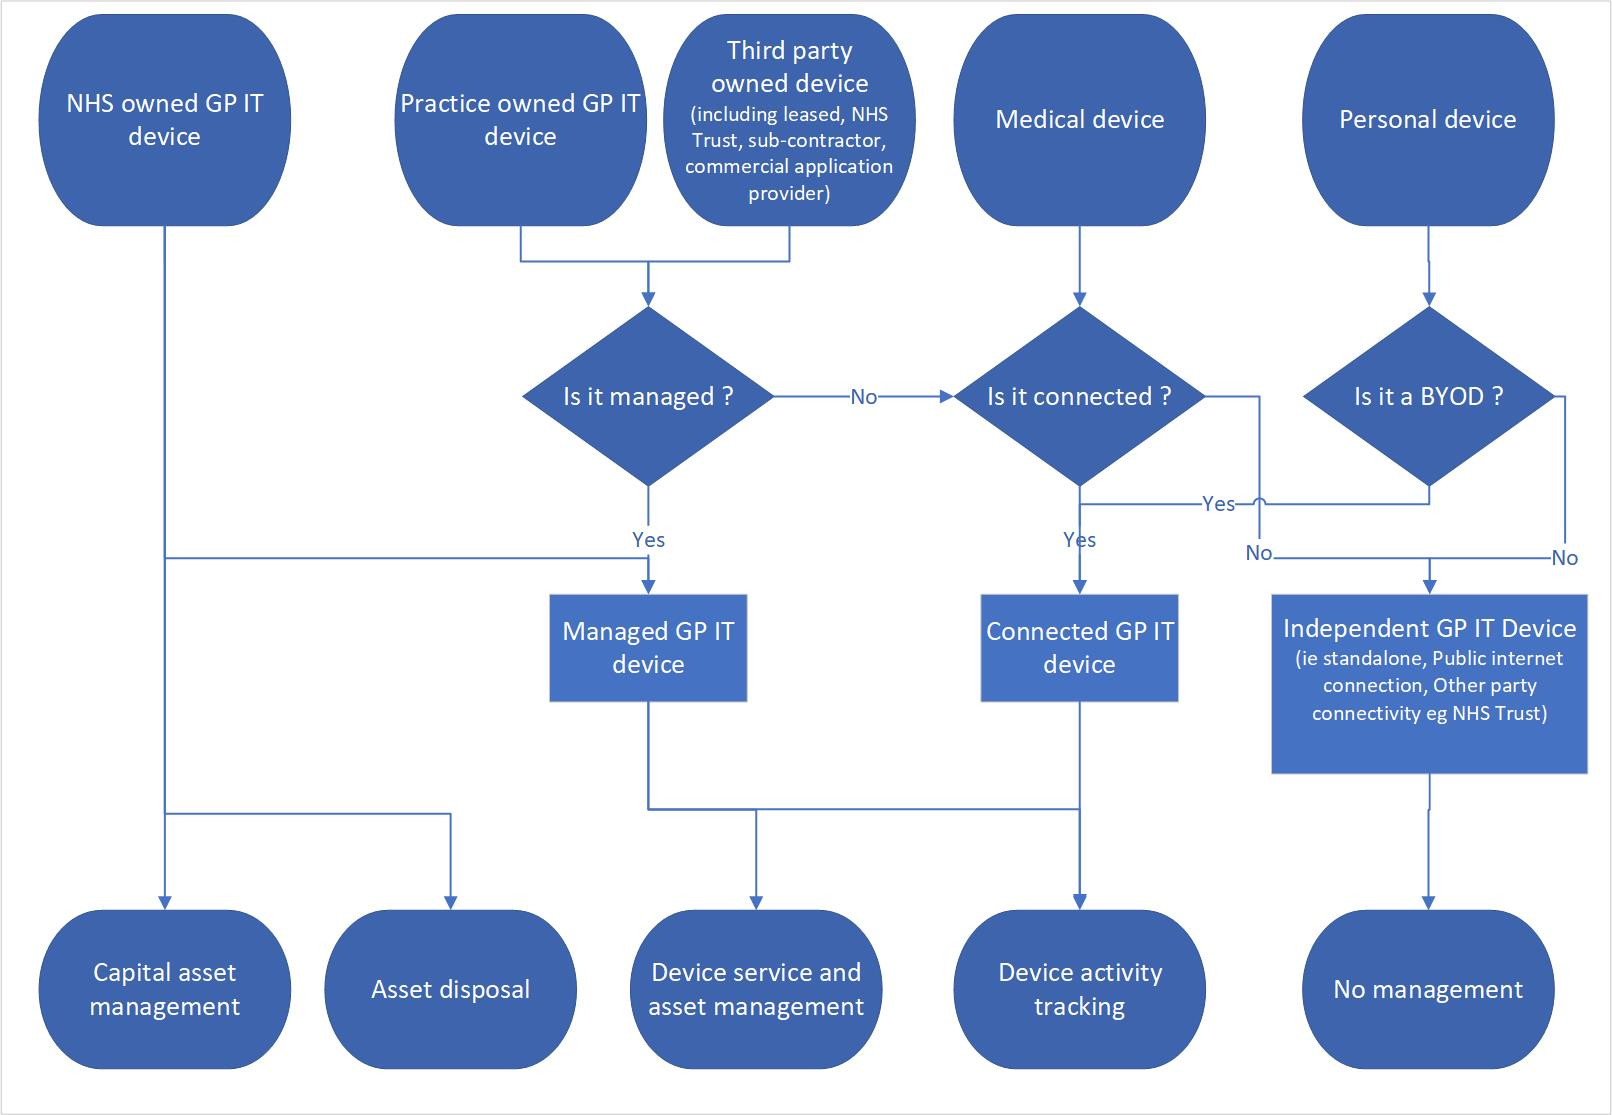 NHS owned GP IT
device
Practice owned GP IT
device
Third party
owned device
(including leased, NHS
Trust, sub-contractor,
commercial application
provider)
Medical device
Personal device
Is it managed ?
No
Is it connected ?
Is it a BYOD ?
Yes
Yes
Yes
No
No
Managed GP IT
device
Connected GP IT
device
Independent GP IT Device
(ie standalone, Public internet
connection, Other party
connectivity eg NHS Trust)
Capital asset
management
Asset disposal
Device service and
asset management
Device activity
tracking
No management